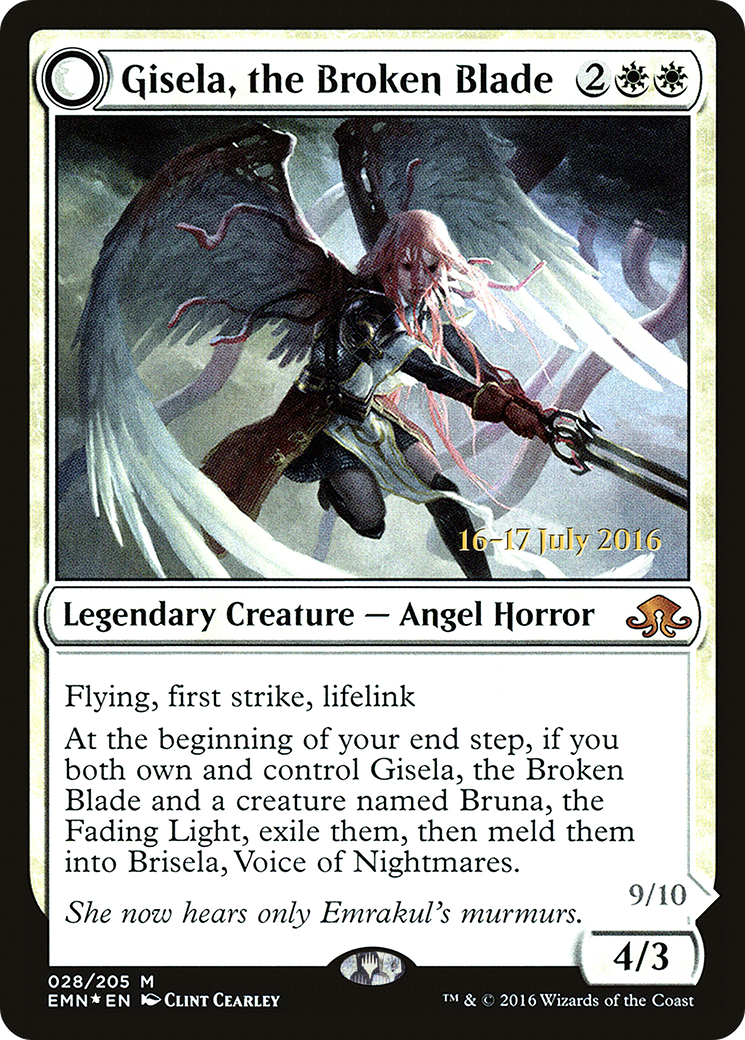 Gisela, the Broken Blade 2
16-17 July 2016
Legendary Creature — Angel Horror
Flying, first strike, lifelink
At the beginning of your end step, if you
both own and control Gisela, the Broken
Blade and a creature named Bruna, the
Fading Light, exile them, then meld them
into Brisela, Voice of Nightmares.
She now hears only Emrakul's murmurs.
9/10
4/3
028/205 M
EMN★EN Clint Cearley
™ & © 2016 Wizards of the Coast